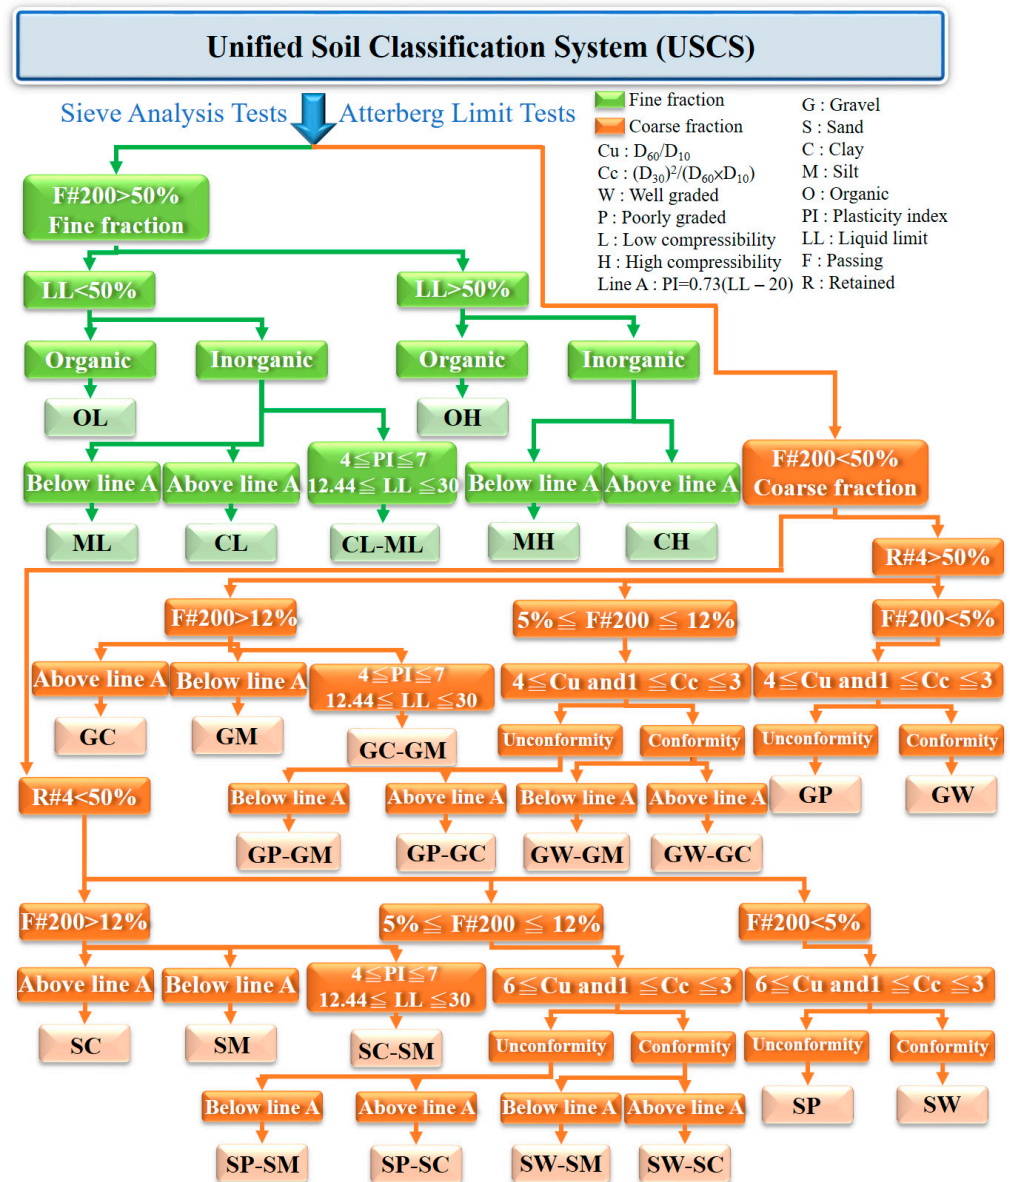 Unified Soil Classification System (USCS)
Sieve Analysis Tests
Atterberg Limit Tests
Fine fraction
Coarse fraction
Cu : D60/D10
Cc : (D30)²/(D60×D10)
W : Well graded
P : Poorly graded
L : Low compressibility
H : High compressibility
Line A : PI=0.73(LL – 20)
G : Gravel
S : Sand
C : Clay
M : Silt
O : Organic
PI : Plasticity index
LL : Liquid limit
F : Passing
R : Retained
F#200>50%
Fine fraction
LL<50%
LL>50%
Organic
Inorganic
Organic
Inorganic
OL
OH
Below line A
Above line A
4≦PI≦7
12.44≦ LL ≦30
Below line A
Above line A
ML
CL
CL-ML
MH
CH
F#200<50%
Coarse fraction
R#4>50%
F#200>12%
5%≦ F#200 ≦ 12%
F#200<5%
Above line A
Below line A
4≦PI≦7
12.44≦ LL ≦30
4≦Cu and1 ≦Cc ≦3
4≦Cu and1 ≦Cc ≦3
GC
GM
GC-GM
Unconformity
Conformity
Unconformity
Conformity
GP
GW
R#4<50%
Below line A
Above line A
Below line A
Above line A
GP-GM
GP-GC
GW-GM
GW-GC
F#200>12%
5%≦ F#200 ≦ 12%
F#200<5%
Above line A
Below line A
4≦PI≦7
12.44≦ LL ≦30
6≦Cu and1 ≦Cc ≦3
6≦Cu and1 ≦Cc ≦3
SC
SM
SC-SM
Unconformity
Conformity
Unconformity
Conformity
SP
SW
Below line A
Above line A
Below line A
Above line A
SP-SM
SP-SC
SW-SM
SW-SC